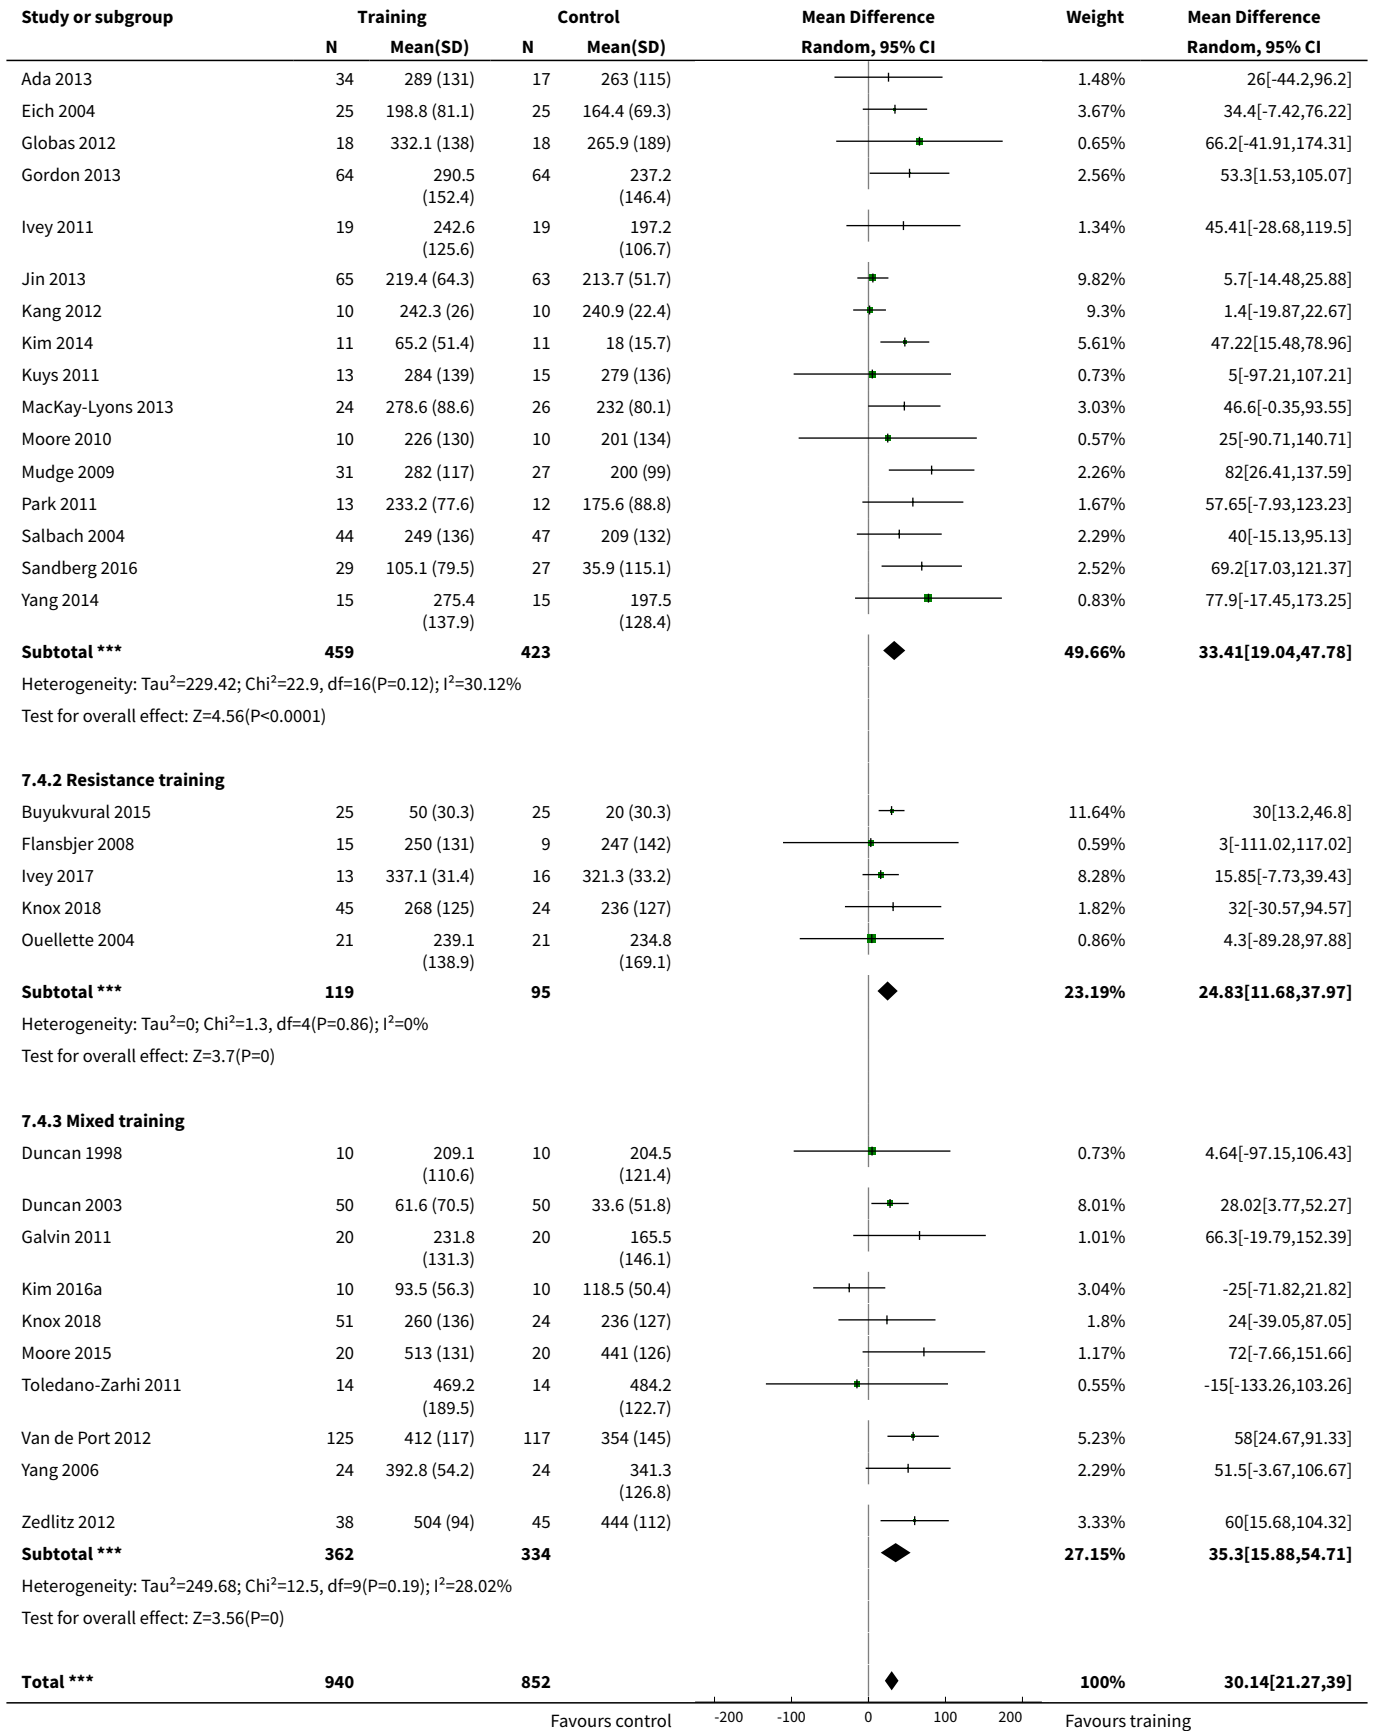 Study or subgroup Training Control Mean Difference Weight Mean Difference
N Mean(SD) N Mean(SD) Random, 95% CI Random, 95% CI
Ada 2013 34 289 (131) 17 263 (115) 1.48% 26[-44.2,96.2]
Eich 2004 25 198.8 (81.1) 25 164.4 (69.3) 3.67% 34.4[-7.42,76.22]
Globas 2012 18 332.1 (138) 18 265.9 (189) 0.65% 66.2[-41.91,174.31]
Gordon 2013 64 290.5 64 237.2 2.56% 53.3[1.53,105.07]
(152.4) (146.4)
Ivey 2011 19 242.6 19 197.2 1.34% 45.41[-28.68,119.5]
(125.6) (106.7)
Jin 2013 65 219.4 (64.3) 63 213.7 (51.7) 9.82% 5.7[-14.48,25.88]
Kang 2012 10 242.3 (26) 10 240.9 (22.4) 9.3% 1.4[-19.87,22.67]
Kim 2014 11 65.2 (51.4) 11 18 (15.7) 5.61% 47.22[15.48,78.96]
Kuys 2011 13 284 (139) 15 279 (136) 0.73% 5[-97.21,107.21]
MacKay-Lyons 2013 24 278.6 (88.6) 26 232 (80.1) 3.03% 46.6[-0.35,93.55]
Moore 2010 10 226 (130) 10 201 (134) 0.57% 25[-90.71,140.71]
Mudge 2009 31 282 (117) 27 200 (99) 2.26% 82[26.41,137.59]
Park 2011 13 233.2 (77.6) 12 175.6 (88.8) 1.67% 57.65[-7.93,123.23]
Salbach 2004 44 249 (136) 47 209 (132) 2.29% 40[-15.13,95.13]
Sandberg 2016 29 105.1 (79.5) 27 35.9 (115.1) 2.52% 69.2[17.03,121.37]
Yang 2014 15 275.4 15 197.5 0.83% 77.9[-17.45,173.25]
(137.9) (128.4)
Subtotal *** 459 423 49.66% 33.41[19.04,47.78]
Heterogeneity: Tau²=229.42; Chi²=22.9, df=16(P=0.12); I²=30.12%
Test for overall effect: Z=4.56(P<0.0001)
7.4.2 Resistance training
Buyukvural 2015 25 50 (30.3) 25 20 (30.3) 11.64% 30[13.2,46.8]
Flansbjer 2008 15 250 (131) 9 247 (142) 0.59% 3[-111.02,117.02]
Ivey 2017 13 337.1 (31.4) 16 321.3 (33.2) 8.28% 15.85[-7.73,39.43]
Knox 2018 45 268 (125) 24 236 (127) 1.82% 32[-30.57,94.57]
Ouellette 2004 21 239.1 21 234.8 0.86% 4.3[-89.28,97.88]
(138.9) (169.1)
Subtotal *** 119 95 23.19% 24.83[11.68,37.97]
Heterogeneity: Tau²=0; Chi²=1.3, df=4(P=0.86); I²=0%
Test for overall effect: Z=3.7(P=0)
7.4.3 Mixed training
Duncan 1998 10 209.1 10 204.5 0.73% 4.64[-97.15,106.43]
(110.6) (121.4)
Duncan 2003 50 61.6 (70.5) 50 33.6 (51.8) 8.01% 28.02[3.77,52.27]
Galvin 2011 20 231.8 20 165.5 1.01% 66.3[-19.79,152.39]
(131.3) (146.1)
Kim 2016a 10 93.5 (56.3) 10 118.5 (50.4) 3.04% -25[-71.82,21.82]
Knox 2018 51 260 (136) 24 236 (127) 1.8% 24[-39.05,87.05]
Moore 2015 20 513 (131) 20 441 (126) 1.17% 72[-7.66,151.66]
Toledano-Zarhi 2011 14 469.2 14 484.2 0.55% -15[-133.26,103.26]
(189.5) (122.7)
Van de Port 2012 125 412 (117) 117 354 (145) 5.23% 58[24.67,91.33]
Yang 2006 24 392.8 (54.2) 24 341.3 2.29% 51.5[-3.67,106.67]
(126.8)
Zedlitz 2012 38 504 (94) 45 444 (112) 3.33% 60[15.68,104.32]
Subtotal *** 362 334 27.15% 35.3[15.88,54.71]
Heterogeneity: Tau²=249.68; Chi²=12.5, df=9(P=0.19); I²=28.02%
Test for overall effect: Z=3.56(P=0)
Total *** 940 852 100% 30.14[21.27,39]
Favours control -200 -100 0 100 200 Favours training